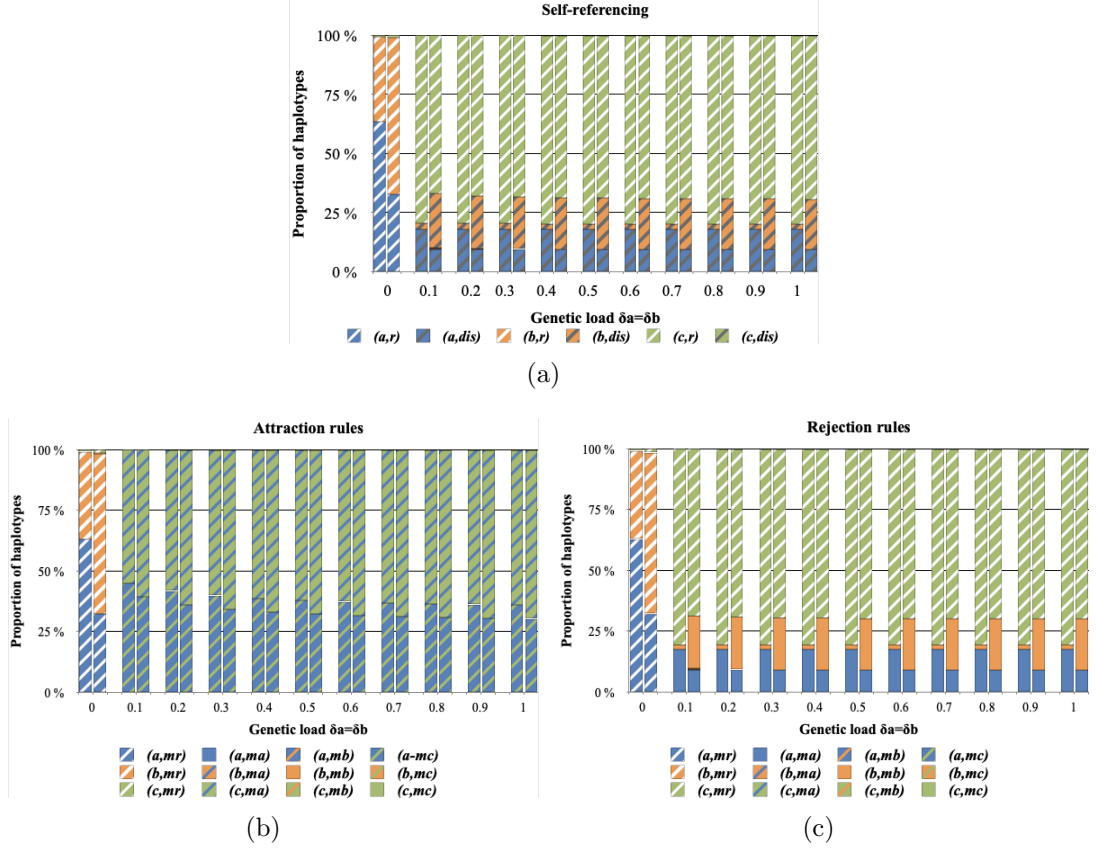 Self-referencing
Proportion of haplotypes
100 %
75 %
50 %
25 %
0 %
0 0.1 0.2 0.3 0.4 0.5 0.6 0.7 0.8 0.9 1
Genetic load δa=δb
(a,r) (a,dis) (b,r) (b,dis) (c,r) (c,dis)
(a)
Attraction rules
Proportion of haplotypes
100 %
75 %
50 %
25 %
0 %
0 0.1 0.2 0.3 0.4 0.5 0.6 0.7 0.8 0.9 1
Genetic load δa=δb
(a,mr) (a,ma) (a,mb) (a-mc)
(b,mr) (b,ma) (b,mb) (b,mc)
(c,mr) (c,ma) (c,mb) (c,mc)
(b)
Rejection rules
Proportion of haplotypes
100 %
75 %
50 %
25 %
0 %
0 0.1 0.2 0.3 0.4 0.5 0.6 0.7 0.8 0.9 1
Genetic load δa=δb
(a,mr) (a,ma) (a,mb) (a,mc)
(b,mr) (b,ma) (b,mb) (b,mc)
(c,mr) (c,ma) (c,mb) (c,mc)
(c)